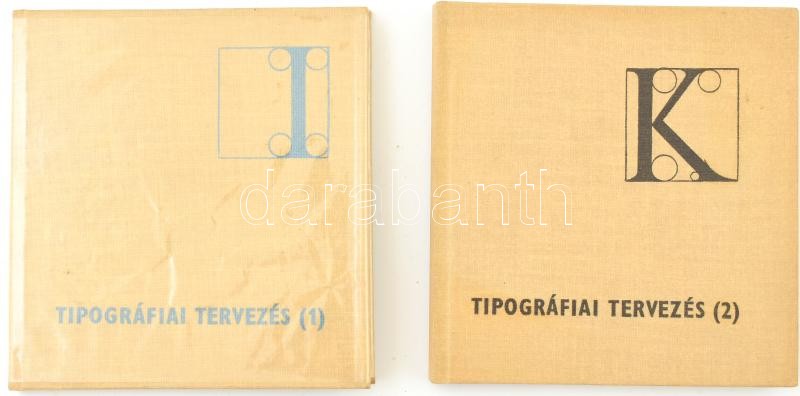 I
TIPOGRÁFIAI TERVEZÉS (1)
K
TIPOGRÁFIAI TERVEZÉS (2)
darabanth